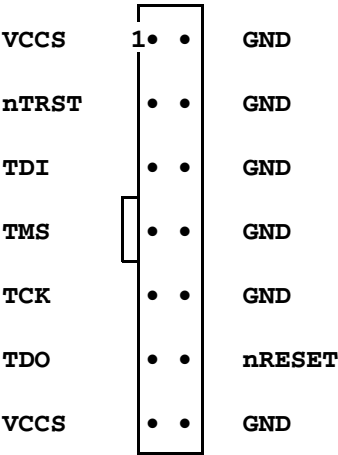 VCCS 1 GND
nTRST GND
TDI GND
TMS GND
TCK GND
TDO nRESET
VCCS GND